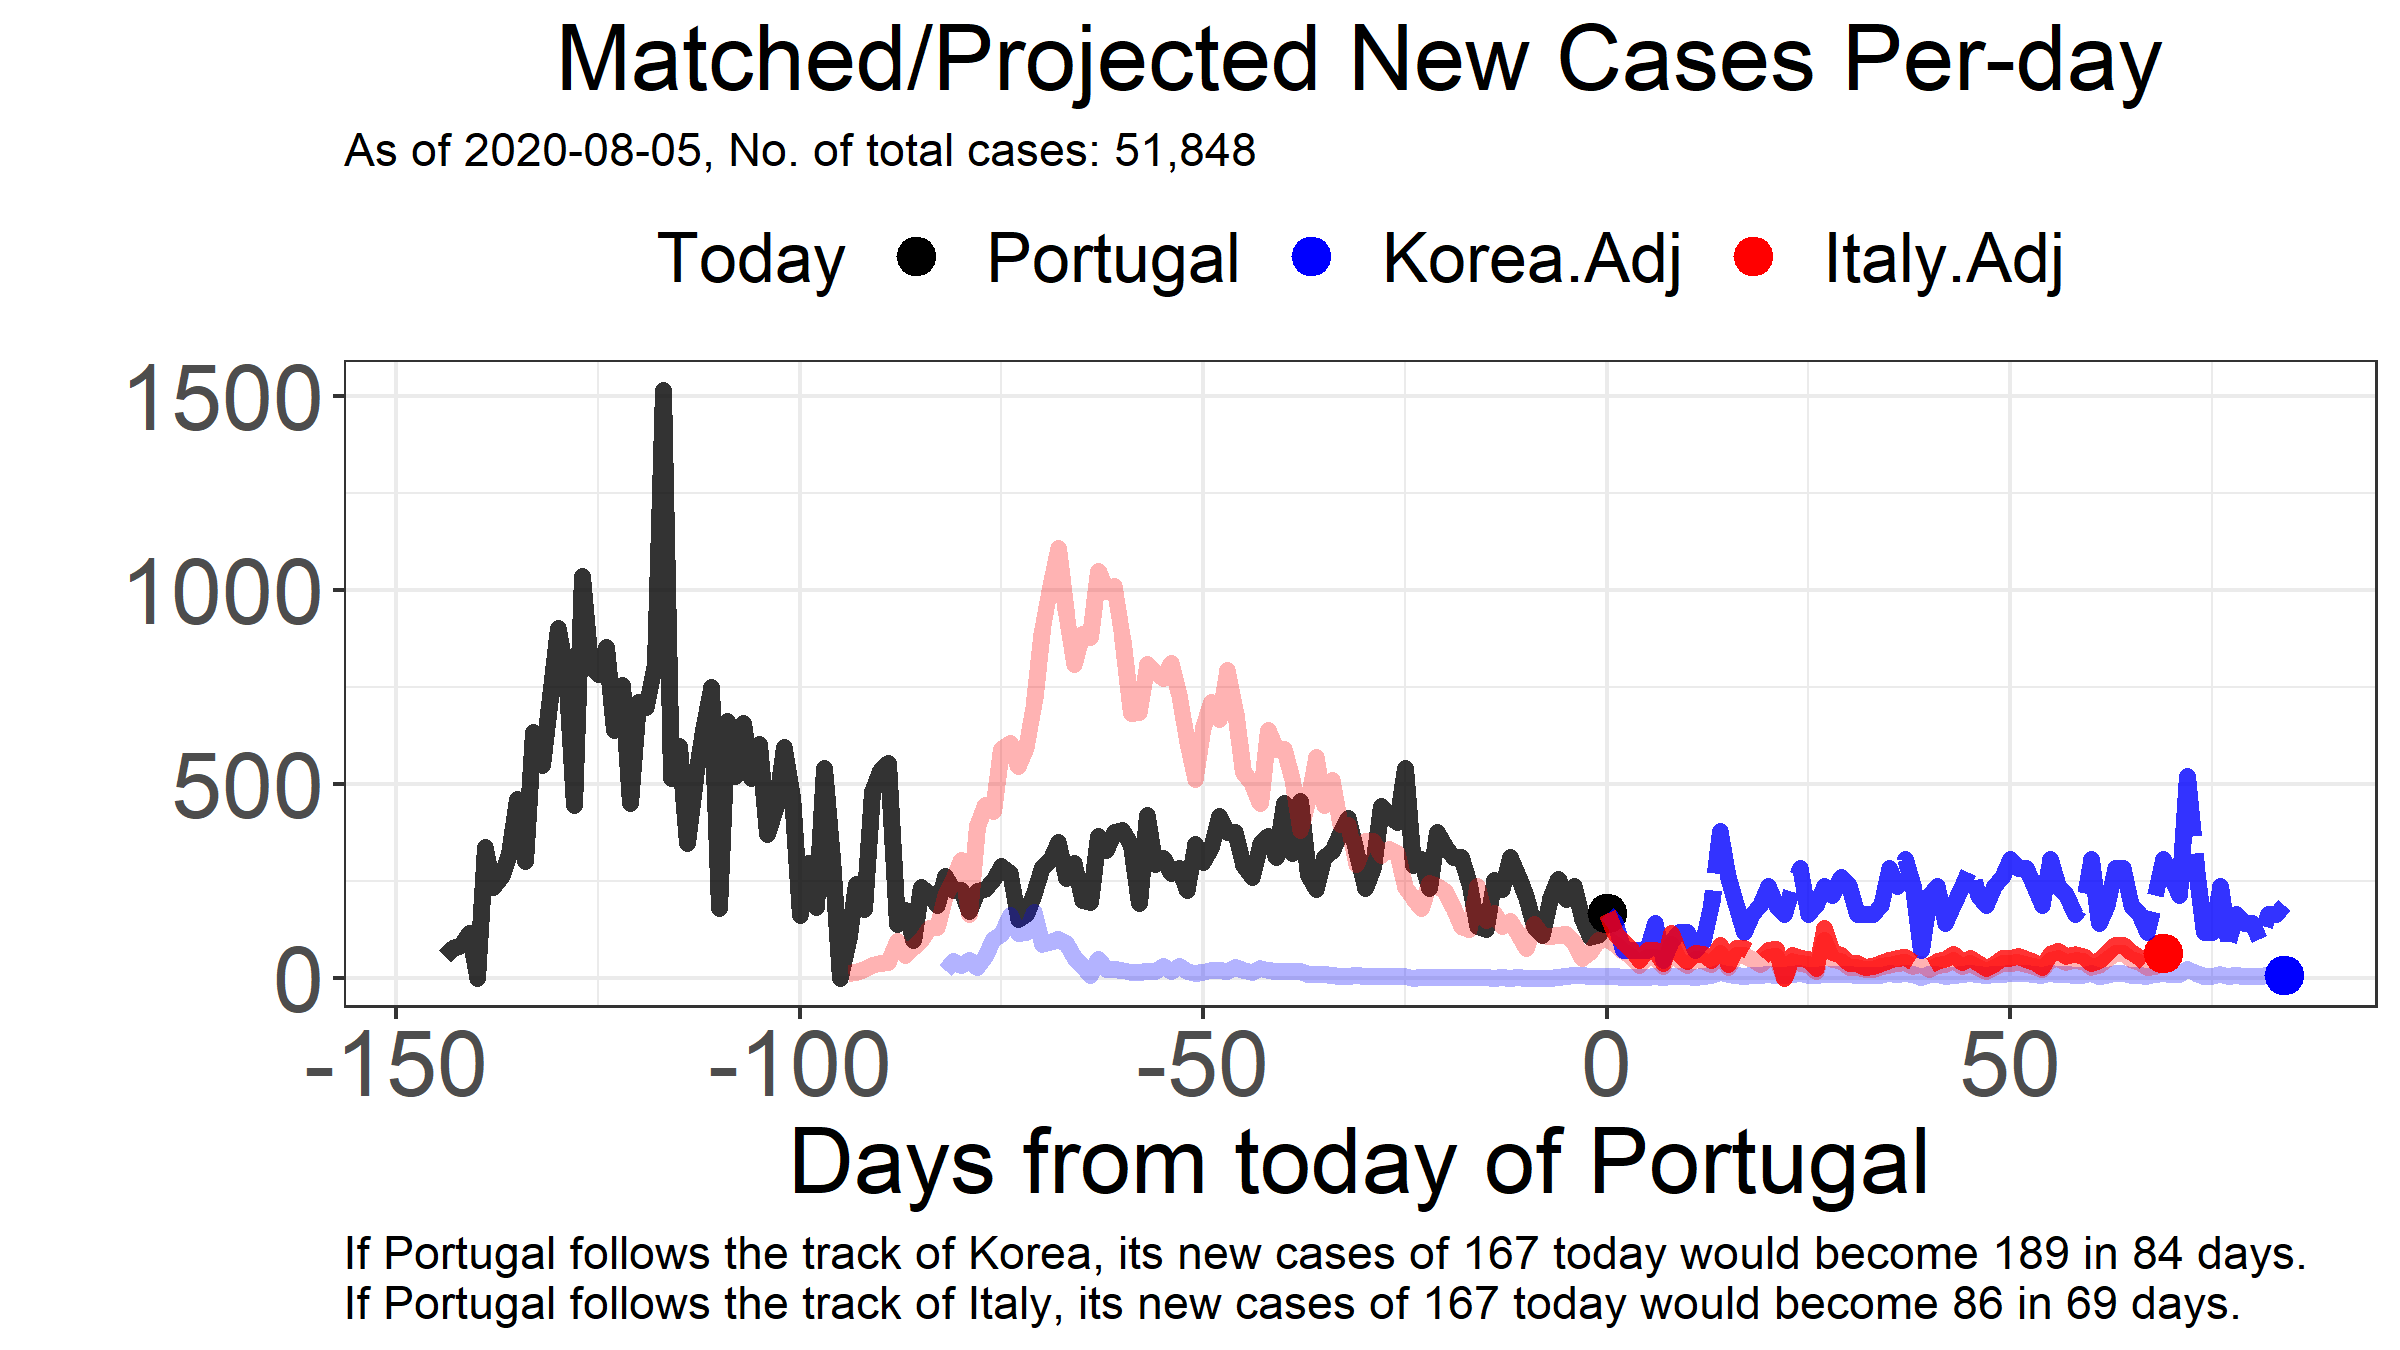 Matched/Projected New Cases Per-day
As of 2020-08-05, No. of total cases: 51,848
Today Portugal Korea.Adj Italy.Adj
1500
1000
500
0
-150 -100 -50 0 50
Days from today of Portugal
If Portugal follows the track of Korea, its new cases of 167 today would become 189 in 84 days.
If Portugal follows the track of Italy, its new cases of 167 today would become 86 in 69 days.